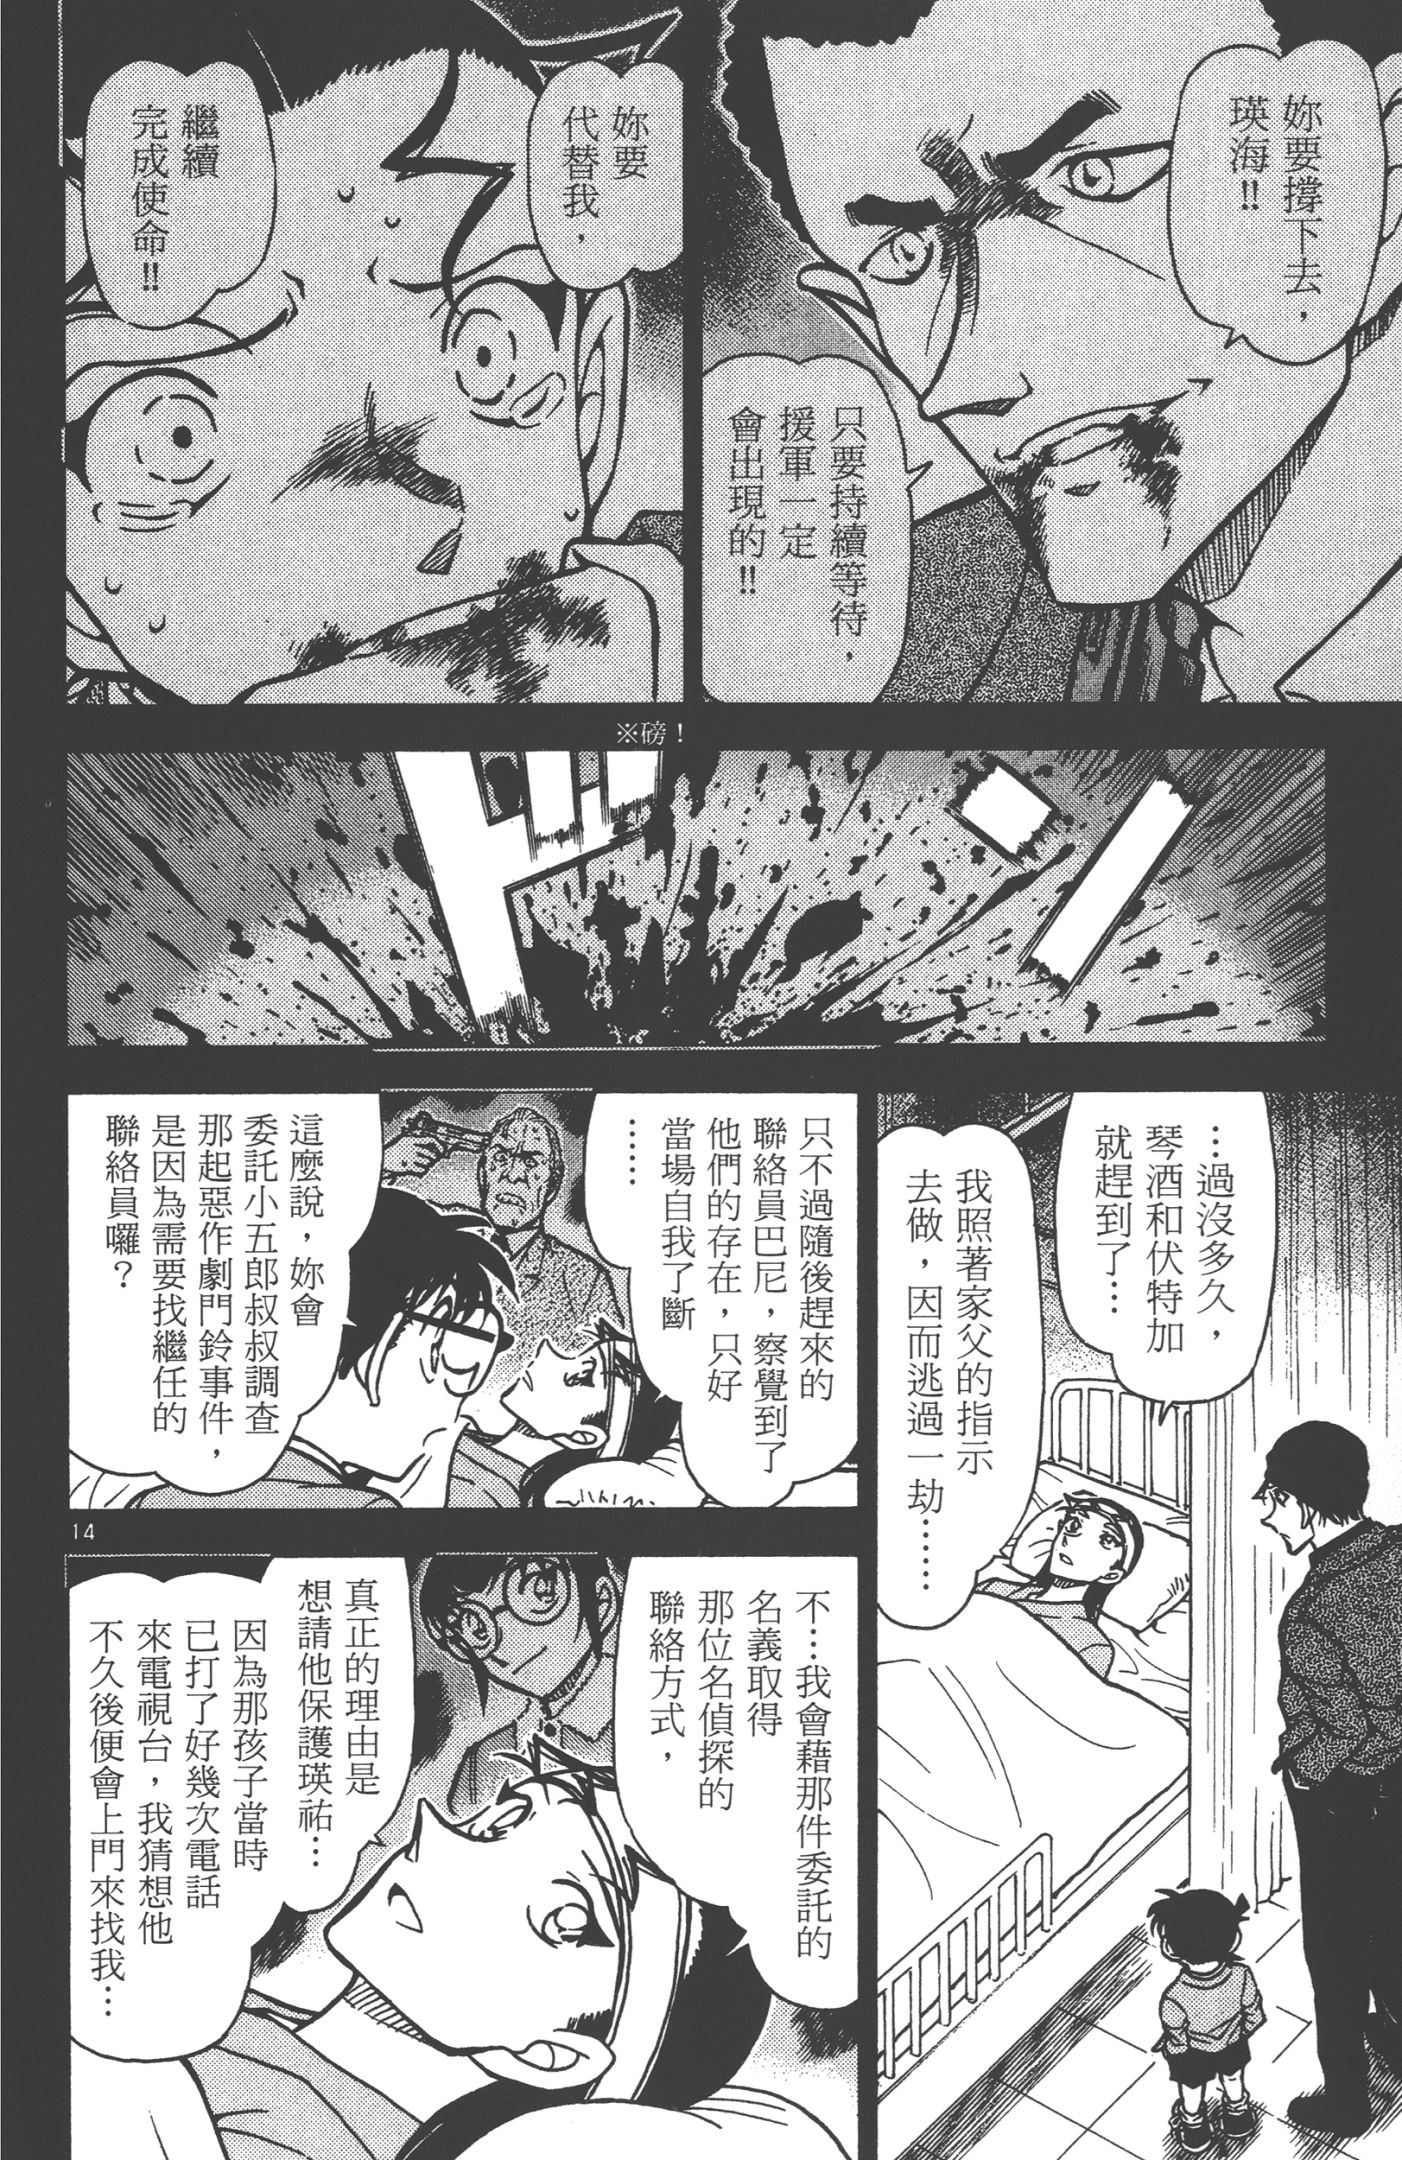 妳要撐下去，
瑛海!!
只要持續等待，
援軍一定
會出現的!!
妳要
代替我，
繼續
完成使命!!
※磅！
ドパン
…過沒多久，
琴酒和伏特加
就趕到了…
我照著家父的指示
去做，因而逃過一劫……
只不過隨後趕來的
聯絡員巴尼，察覺到了
他們的存在，只好
當場自我了斷
……
這麼說，妳會
委託小五郎叔叔調查
那起惡作劇門鈴事件，
是因為需要找繼任的
聯絡員囉？
14
不…我會藉那件委託的
名義取得
那位名偵探的
聯絡方式，
真正的理由是
想請他保護瑛祐…
因為那孩子當時
已打了好幾次電話
來電視台，我猜想他
不久後便會上門來找我…